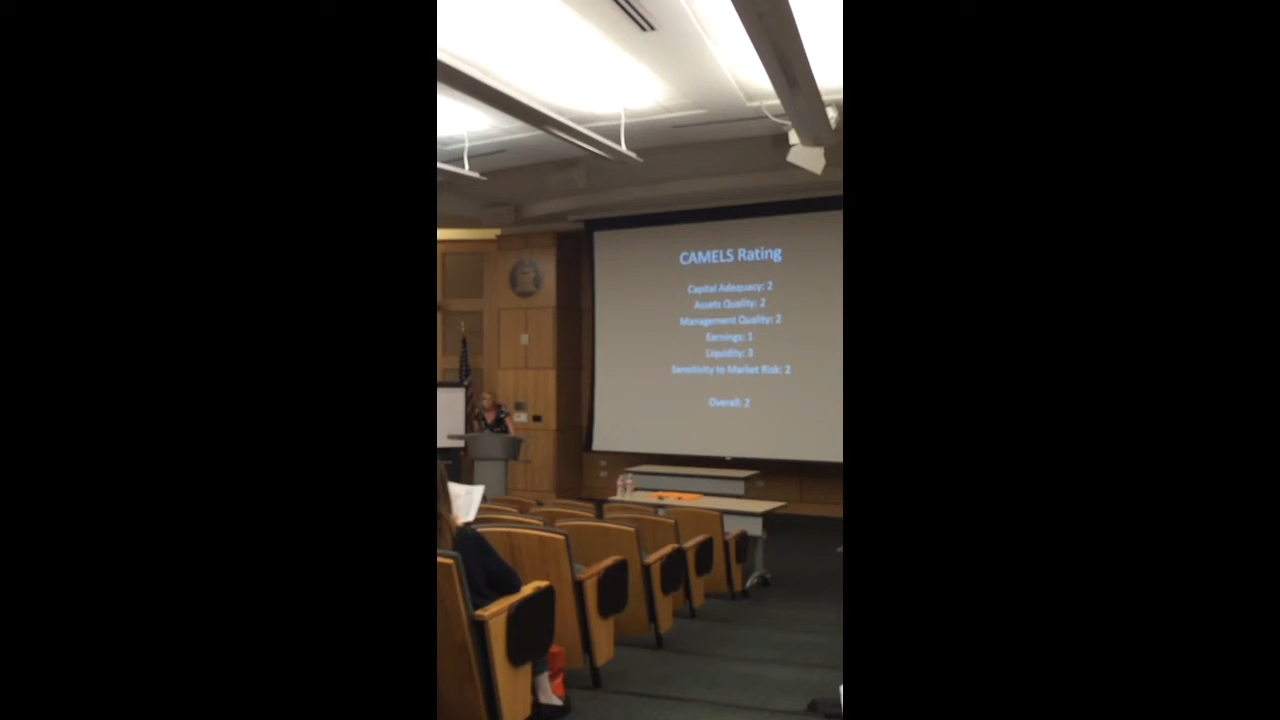 CAMELS Rating
Capital Adequacy: 2
Assets Quality: 2
Management Quality: 2
Earnings: 1
Liquidity: 3
Sensitivity to Market Risk: 2
Overall: 2